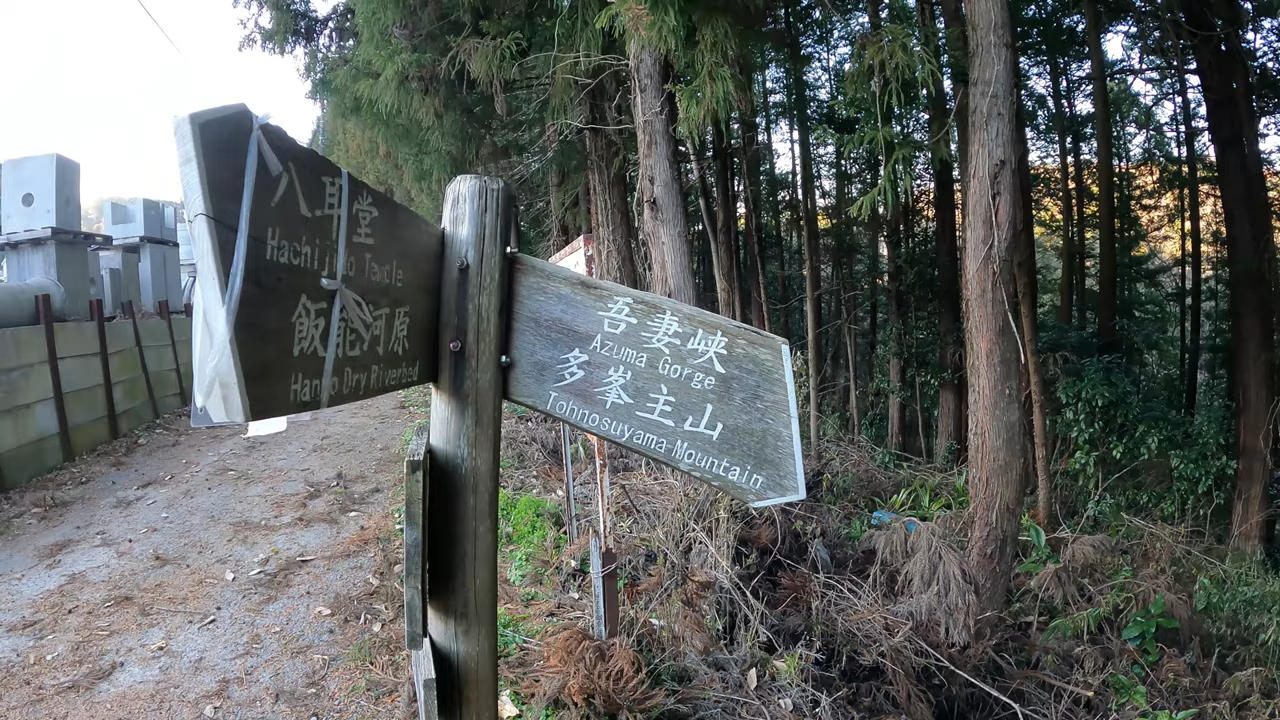 八耳堂
Hachijido Temple
飯能河原
Hanno Dry Riverbed
吾妻峡
Azuma Gorge
多峯主山
Tohnosuyama Mountain